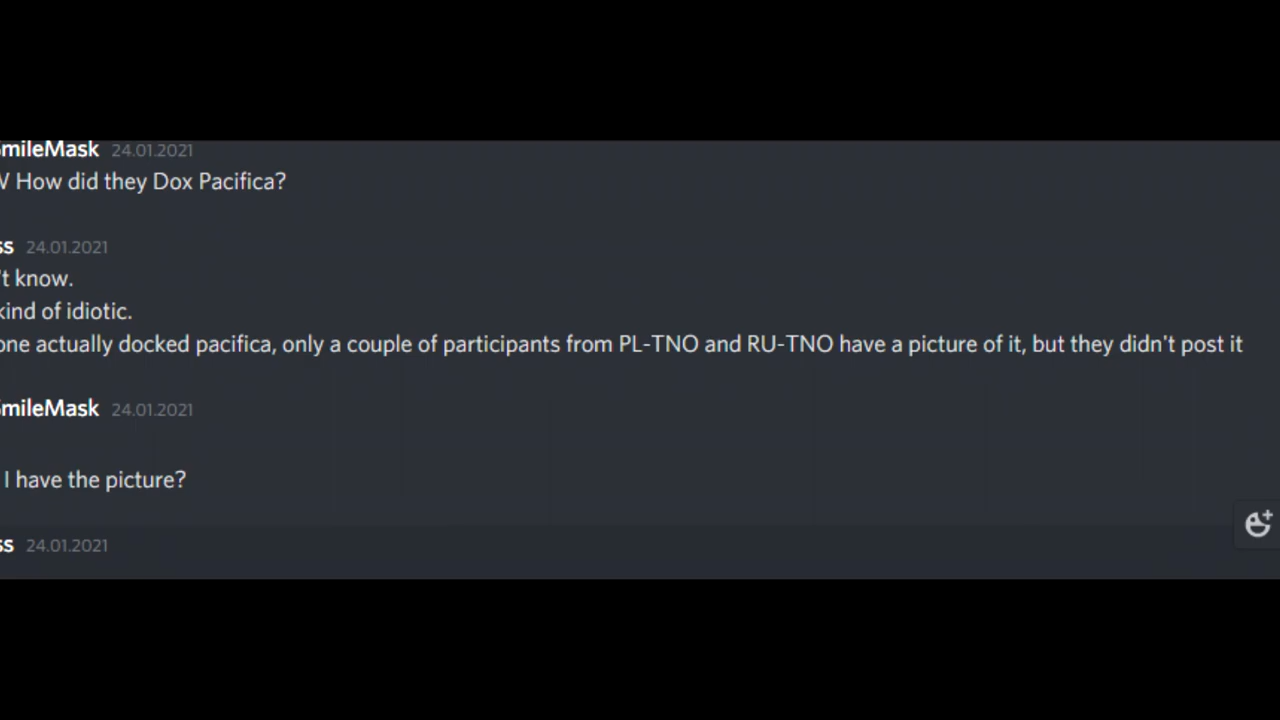 mileMask 24.01.2021
How did they Dox Pacifica?
ss 24.01.2021
't know.
kind of idiotic.
one actually docked pacifica, only a couple of participants from PL-TNO and RU-TNO have a picture of it, but they didn't post it
mileMask 24.01.2021
I have the picture?
ss 24.01.2021